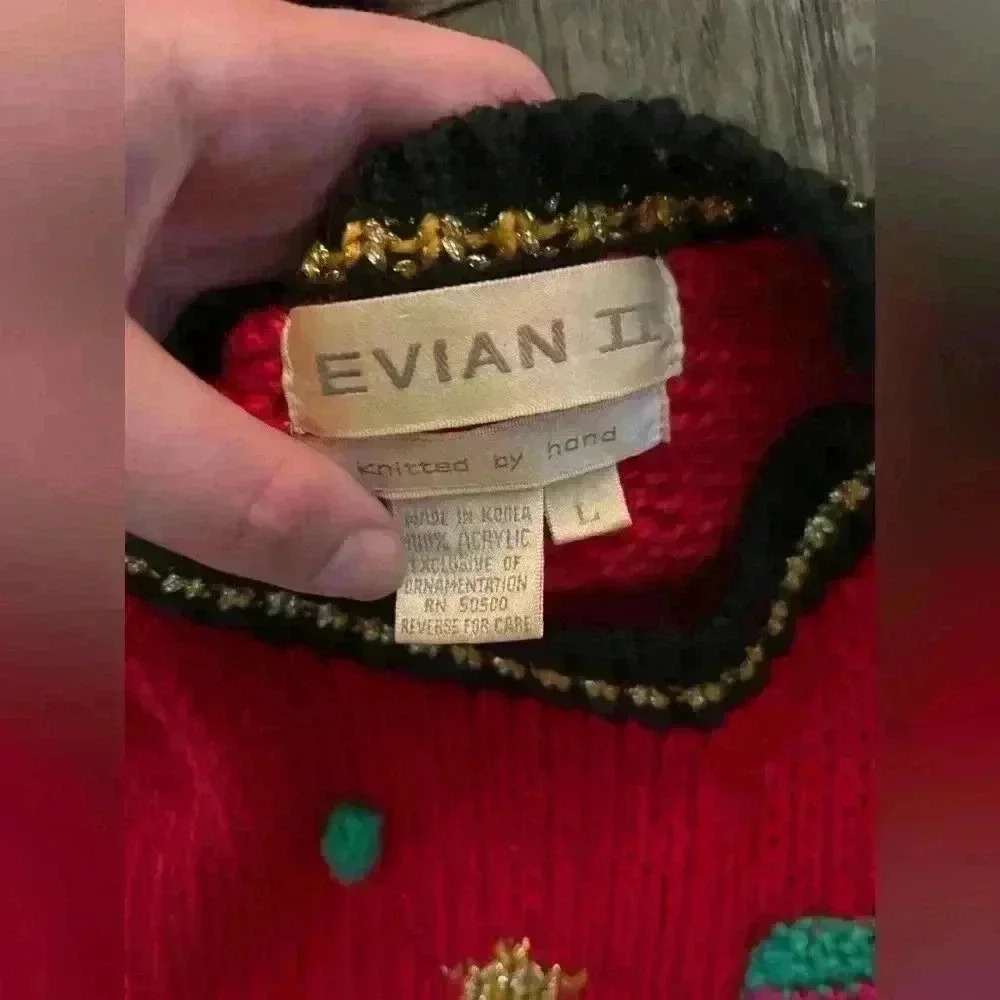 EVIAN II
knitted by hand
L
MADE IN KOREA
100% ACRYLIC
EXCLUSIVE OF
ORNAMENTATION
RN 50500
REVERSE FOR CARE